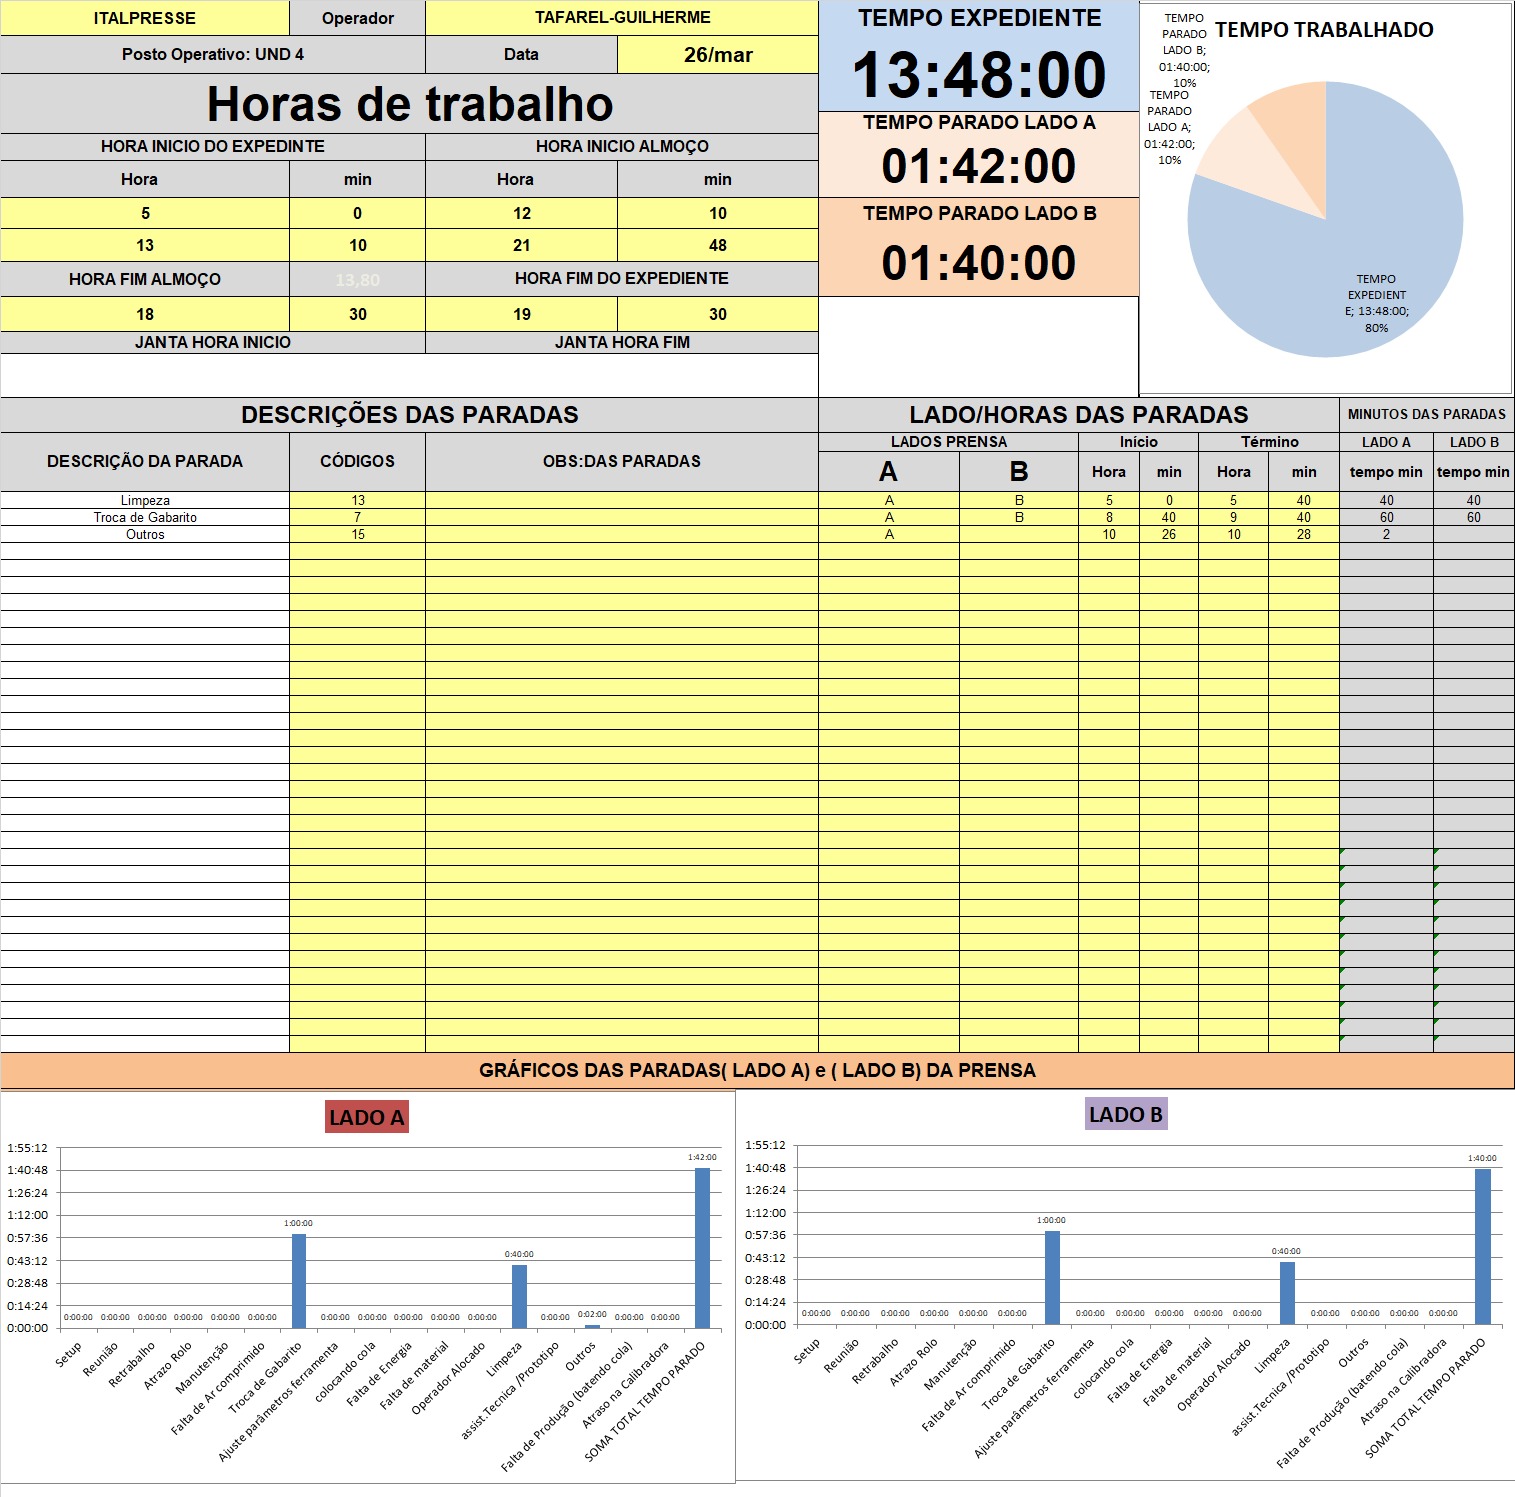 ITALPRESSE Operador TAFAREL-GUILHERME
Posto Operativo: UND 4 Data 26/mar
Horas de trabalho
HORA INICIO DO EXPEDINTE HORA INICIO ALMOÇO
Hora min Hora min
5 0 12 10
13 10 21 48
HORA FIM ALMOÇO 13,80 HORA FIM DO EXPEDIENTE
18 30 19 30
JANTA HORA INICIO JANTA HORA FIM
TEMPO EXPEDIENTE
13:48:00
TEMPO PARADO LADO A
01:42:00
TEMPO PARADO LADO B
01:40:00
TEMPO TRABALHADO
TEMPO
PARADO
LADO B;
01:40:00;
10%
TEMPO
PARADO
LADO A;
01:42:00;
10%
TEMPO
EXPEDIENT
E; 13:48:00;
80%
DESCRIÇÕES DAS PARADAS LADO/HORAS DAS PARADAS MINUTOS DAS PARADAS
LADOS PRENSA Início Término LADO A LADO B
DESCRIÇÃO DA PARADA CÓDIGOS OBS:DAS PARADAS A B Hora min Hora min tempo min tempo min
Limpeza 13 A B 5 0 5 40 40 40
Troca de Gabarito 7 A B 8 40 9 40 60 60
Outros 15 A 10 26 10 28 2
GRÁFICOS DAS PARADAS( LADO A) e ( LADO B) DA PRENSA
LADO A
1:55:12
1:40:48
1:26:24
1:12:00
0:57:36
0:43:12
0:28:48
0:14:24
0:00:00
0:00:00 0:00:00 0:00:00 0:00:00 0:00:00 0:00:00 1:00:00 0:00:00 0:00:00 0:00:00 0:00:00 0:00:00 0:40:00 0:00:00 0:02:00 0:00:00 0:00:00 1:42:00
Setup
Reunião
Retrabalho
Atrazo Rolo
Manutenção
Falta de Ar comprimido
Troca de Gabarito
Ajuste parâmetros ferramenta
colocando cola
Falta de Energia
Falta de material
Operador Alocado
Limpeza
assist.Tecnica /Prototipo
Outros
Falta de Produção (batendo cola)
Atraso na Calibradora
SOMA TOTAL TEMPO PARADO
LADO B
1:55:12
1:40:48
1:26:24
1:12:00
0:57:36
0:43:12
0:28:48
0:14:24
0:00:00
0:00:00 0:00:00 0:00:00 0:00:00 0:00:00 0:00:00 1:00:00 0:00:00 0:00:00 0:00:00 0:00:00 0:00:00 0:40:00 0:00:00 0:00:00 0:00:00 0:00:00 1:40:00
Setup
Reunião
Retrabalho
Atrazo Rolo
Manutenção
Falta de Ar comprimido
Troca de Gabarito
Ajuste parâmetros ferramenta
colocando cola
Falta de Energia
Falta de material
Operador Alocado
Limpeza
assist.Tecnica /Prototipo
Outros
Falta de Produção (batendo cola)
Atraso na Calibradora
SOMA TOTAL TEMPO PARADO